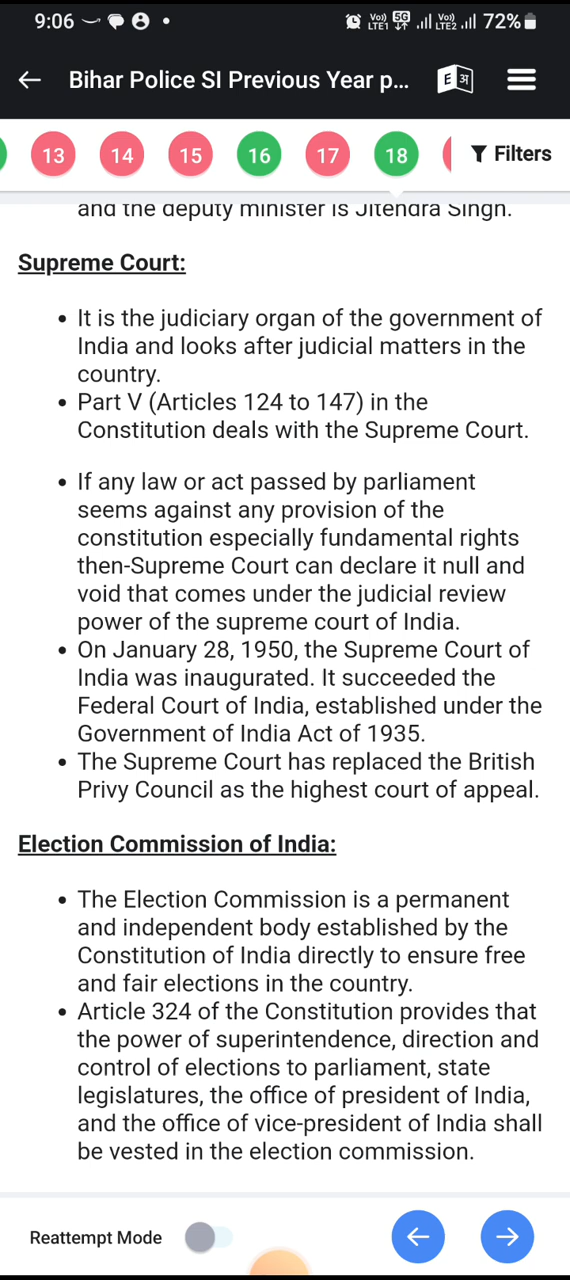 9:06
Vo)) LTE1 5G Vo)) LTE2 72%
Bihar Police SI Previous Year p...
E अ
13 14 15 16 17 18 Filters
and the deputy minister is Jitendra Singh.
Supreme Court:
• It is the judiciary organ of the government of
India and looks after judicial matters in the
country.
• Part V (Articles 124 to 147) in the
Constitution deals with the Supreme Court.
• If any law or act passed by parliament
seems against any provision of the
constitution especially fundamental rights
then-Supreme Court can declare it null and
void that comes under the judicial review
power of the supreme court of India.
• On January 28, 1950, the Supreme Court of
India was inaugurated. It succeeded the
Federal Court of India, established under the
Government of India Act of 1935.
• The Supreme Court has replaced the British
Privy Council as the highest court of appeal.
Election Commission of India:
• The Election Commission is a permanent
and independent body established by the
Constitution of India directly to ensure free
and fair elections in the country.
• Article 324 of the Constitution provides that
the power of superintendence, direction and
control of elections to parliament, state
legislatures, the office of president of India,
and the office of vice-president of India shall
be vested in the election commission.
Reattempt Mode